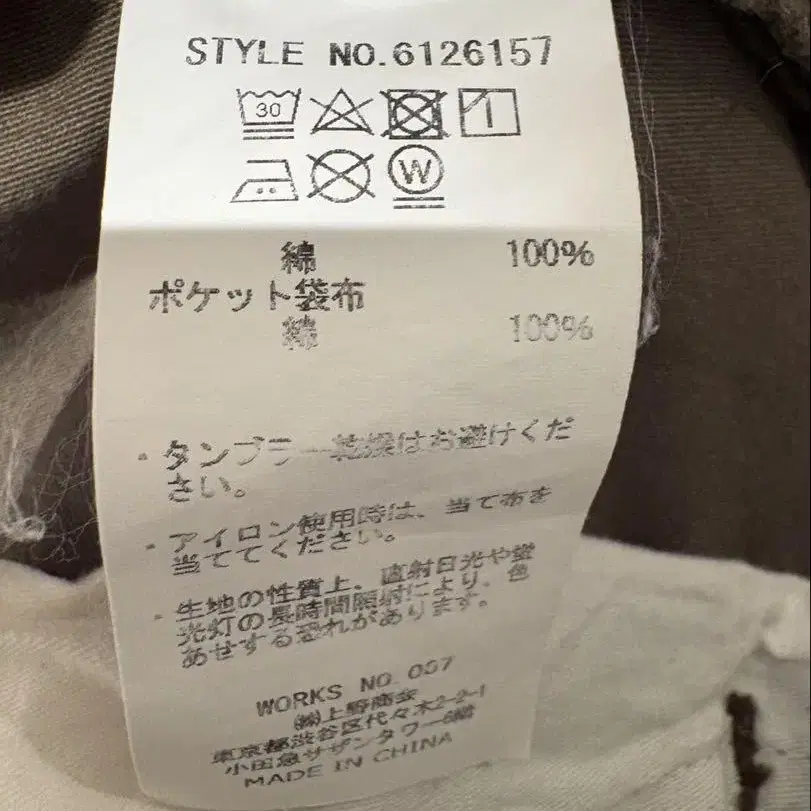 STYLE NO.6126157
30
W
綿 100%
ポケット袋布
綿 100%
・タンブラー乾燥はお避けくだ
さい。
・アイロン使用時は、当て布を
当ててください。
・生地の性質上、直射日光や蛍
光灯の長時間照射により、色
あせする恐れがあります。
WORKS NO. 007
㈱上野商会
東京都渋谷区代々木2-2-1
小田急サザンタワー8階
MADE IN CHINA